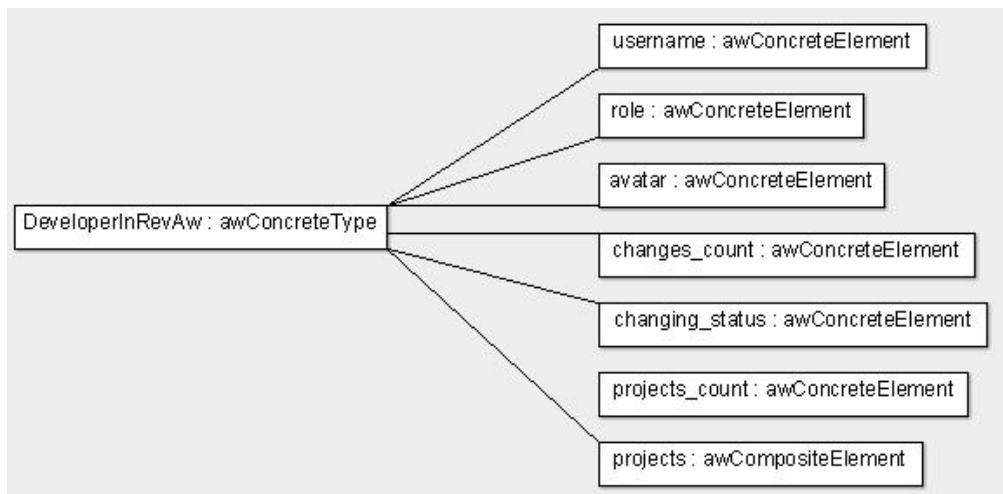 username : awConcreteElement
role : awConcreteElement
avatar : awConcreteElement
DeveloperInRevAw : awConcreteType
changes_count : awConcreteElement
changing_status : awConcreteElement
projects_count : awConcreteElement
projects : awCompositeElement